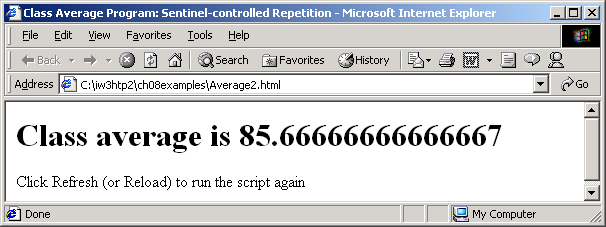 Class Average Program: Sentinel-controlled Repetition - Microsoft Internet Explorer
File Edit View Favorites Tools Help
Back Search Favorites History
Address C:\iw3htp2\ch08examples\Average2.html Go
Class average is 85.66666666666667
Click Refresh (or Reload) to run the script again
Done My Computer